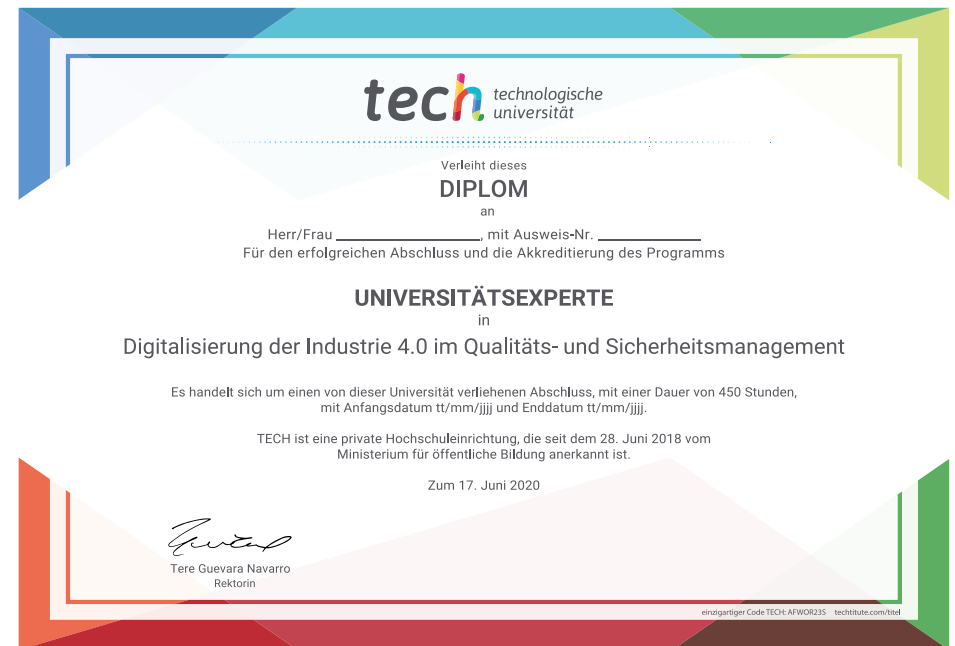 tech technologische
universität
Verleiht dieses
DIPLOM
an
Herr/Frau ____________________, mit Ausweis-Nr. ______________
Für den erfolgreichen Abschluss und die Akkreditierung des Programms
UNIVERSITÄTSEXPERTE
in
Digitalisierung der Industrie 4.0 im Qualitäts- und Sicherheitsmanagement
Es handelt sich um einen von dieser Universität verliehenen Abschluss, mit einer Dauer von 450 Stunden,
mit Anfangsdatum tt/mm/jjjj und Enddatum tt/mm/jjjj.
TECH ist eine private Hochschuleinrichtung, die seit dem 28. Juni 2018 vom
Ministerium für öffentliche Bildung anerkannt ist.
Zum 17. Juni 2020
Tere Guevara Navarro
Rektorin
einzigartiger Code TECH: AFWOR23S techtitute.com/titel